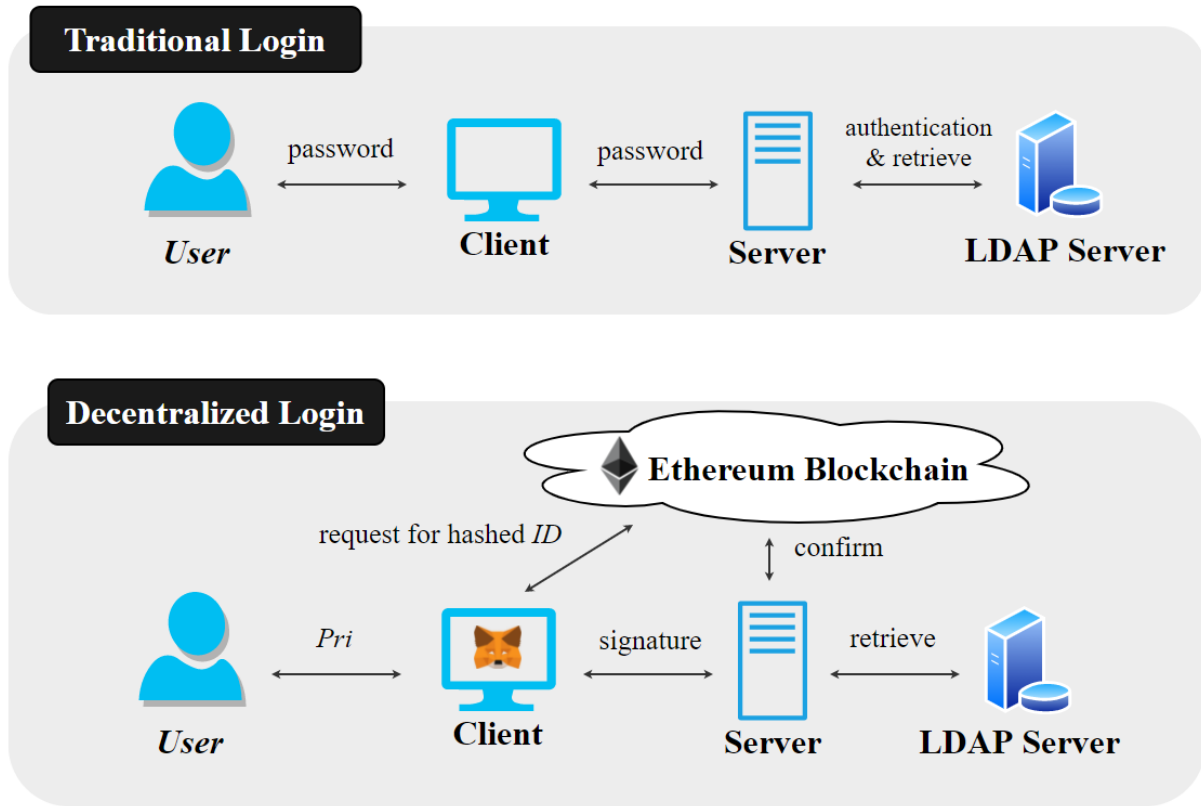 Traditional Login
password
password
authentication
& retrieve
User
Client
Server
LDAP Server
Decentralized Login
Ethereum Blockchain
request for hashed ID
confirm
Pri
signature
retrieve
User
Client
Server
LDAP Server